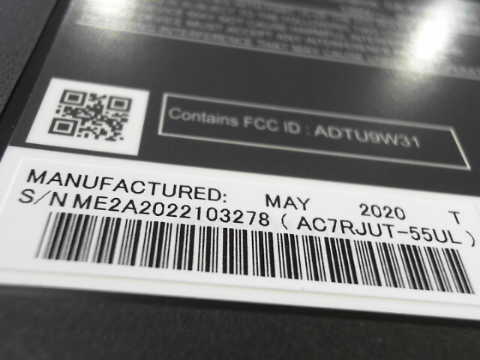 Contains FCC ID : ADTU9W31
MANUFACTURED: MAY 2020 T
S/N ME2A2022103278 ( AC7RJUT-55UL )